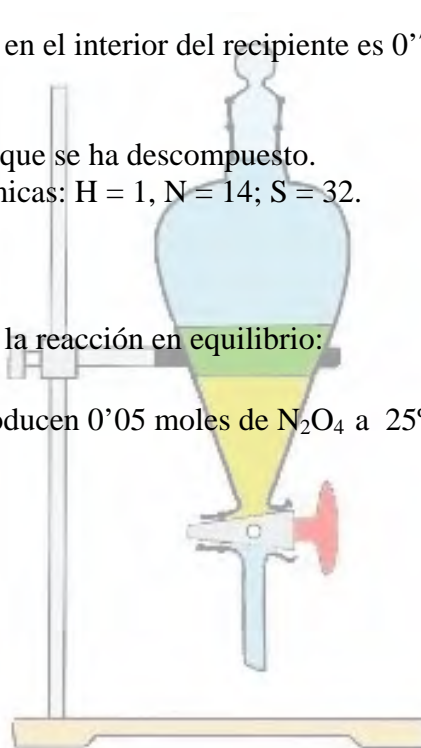 en el interior del recipiente es 0’
que se ha descompuesto.
nicas: H = 1, N = 14; S = 32.
la reacción en equilibrio:
oducen 0’05 moles de N₂O₄ a 25º